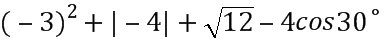 (−3)² + |−4| + √12 − 4cos30°